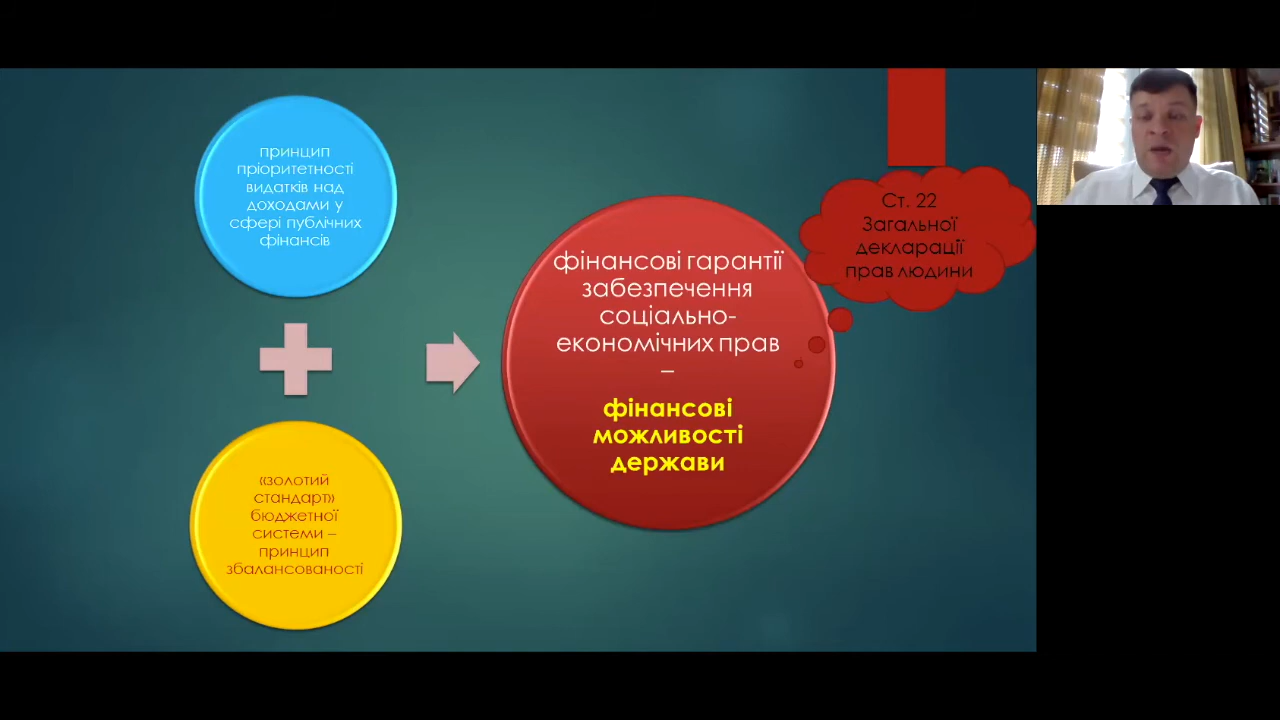 принцип
пріоритетності
видатків над
доходами у
сфері публічних
фінансів
«золотий
стандарт»
бюджетної
системи –
принцип
збалансованості
фінансові гарантії
забезпечення
соціально-
економічних прав
–
фінансові
можливості
держави
Ст. 22
Загальної
декларації
прав людини